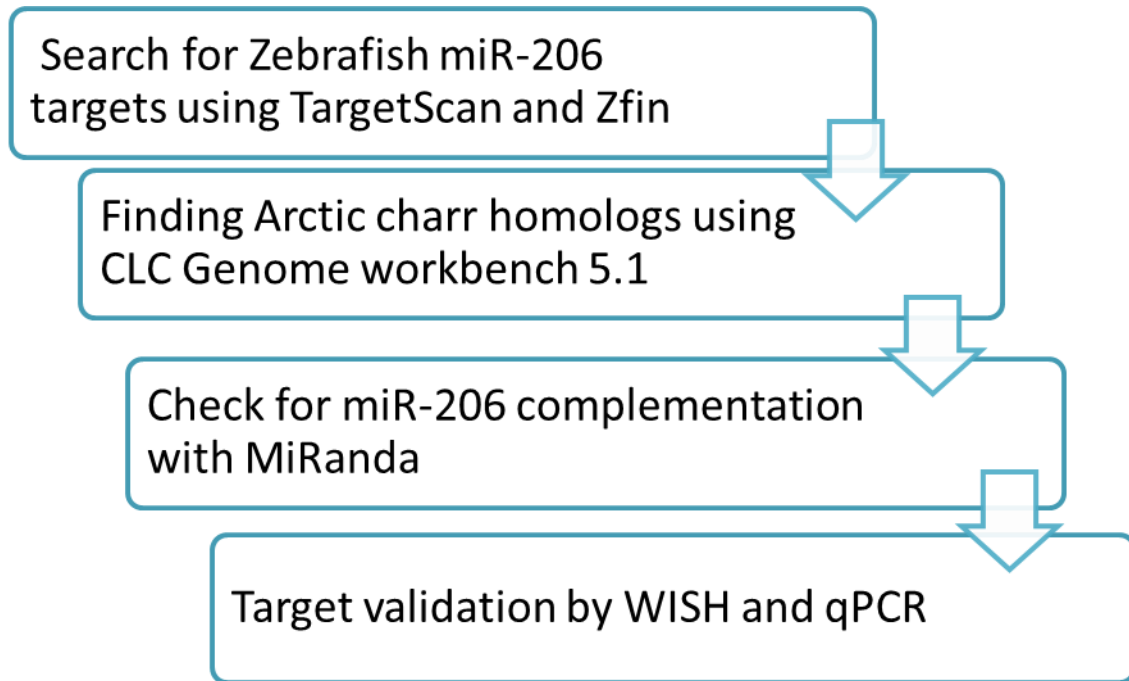 Search for Zebrafish miR-206
targets using TargetScan and Zfin
Finding Arctic charr homologs using
CLC Genome workbench 5.1
Check for miR-206 complementation
with MiRanda
Target validation by WISH and qPCR